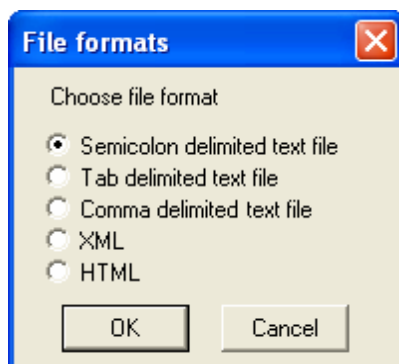 File formats
Choose file format
Semicolon delimited text file
Tab delimited text file
Comma delimited text file
XML
HTML
OK Cancel